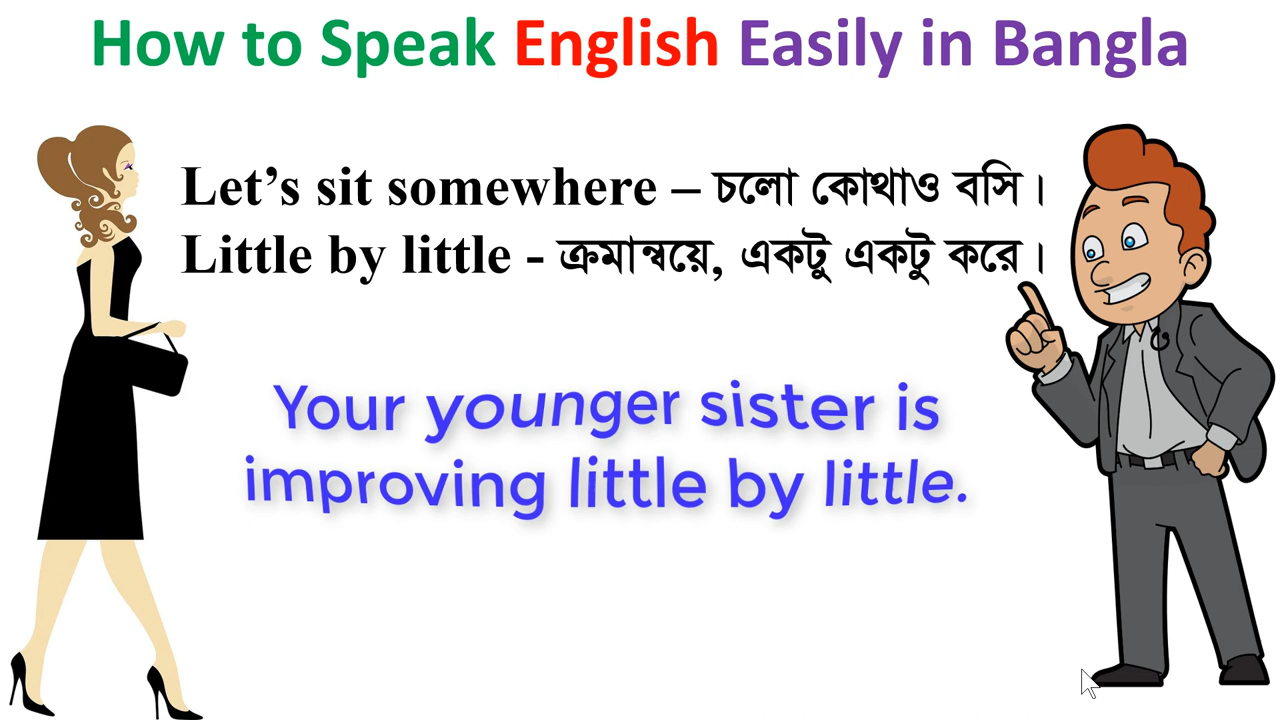 How to Speak English Easily in Bangla
Let’s sit somewhere – চলো কোথাও বসি।
Little by little - ক্রমান্বয়ে, একটু একটু করে।
Your younger sister is
improving little by little.